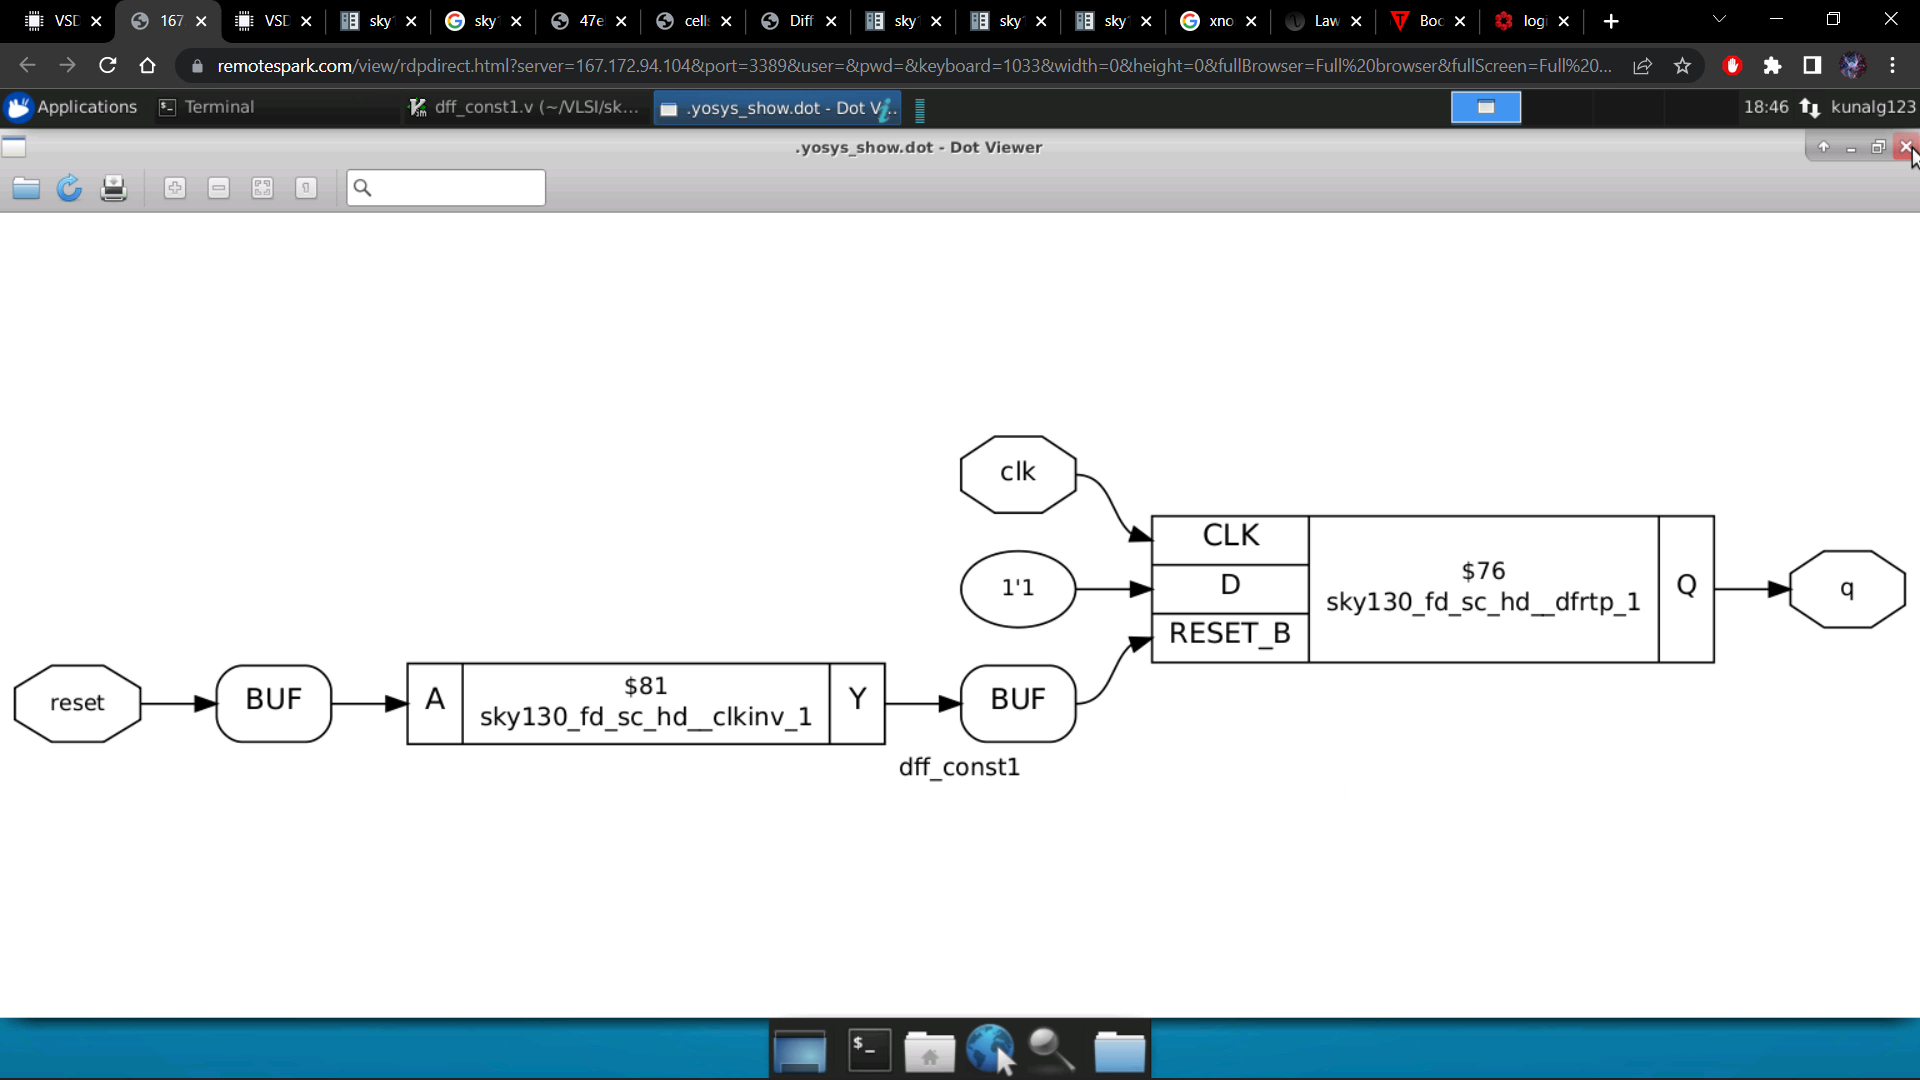 VSD
167
VSD
sky
sky
47e
cell
Diff
sky
sky
sky
xno
Law
Boc
logi
remotespark.com/view/rdpdirect.html?server=167.172.94.104&port=3389&user=&pwd=&keyboard=1033&width=0&height=0&fullBrowser=Full%20browser&fullScreen=Full%20...
Applications
Terminal
dff_const1.v (~/VLSI/sk...
.yosys_show.dot - Dot V...
18:46
kunalg123
.yosys_show.dot - Dot Viewer
clk
CLK
1'1
D
$76
sky130_fd_sc_hd__dfrtp_1
Q
q
RESET_B
reset
BUF
A
$81
sky130_fd_sc_hd__clkinv_1
Y
BUF
dff_const1
$_